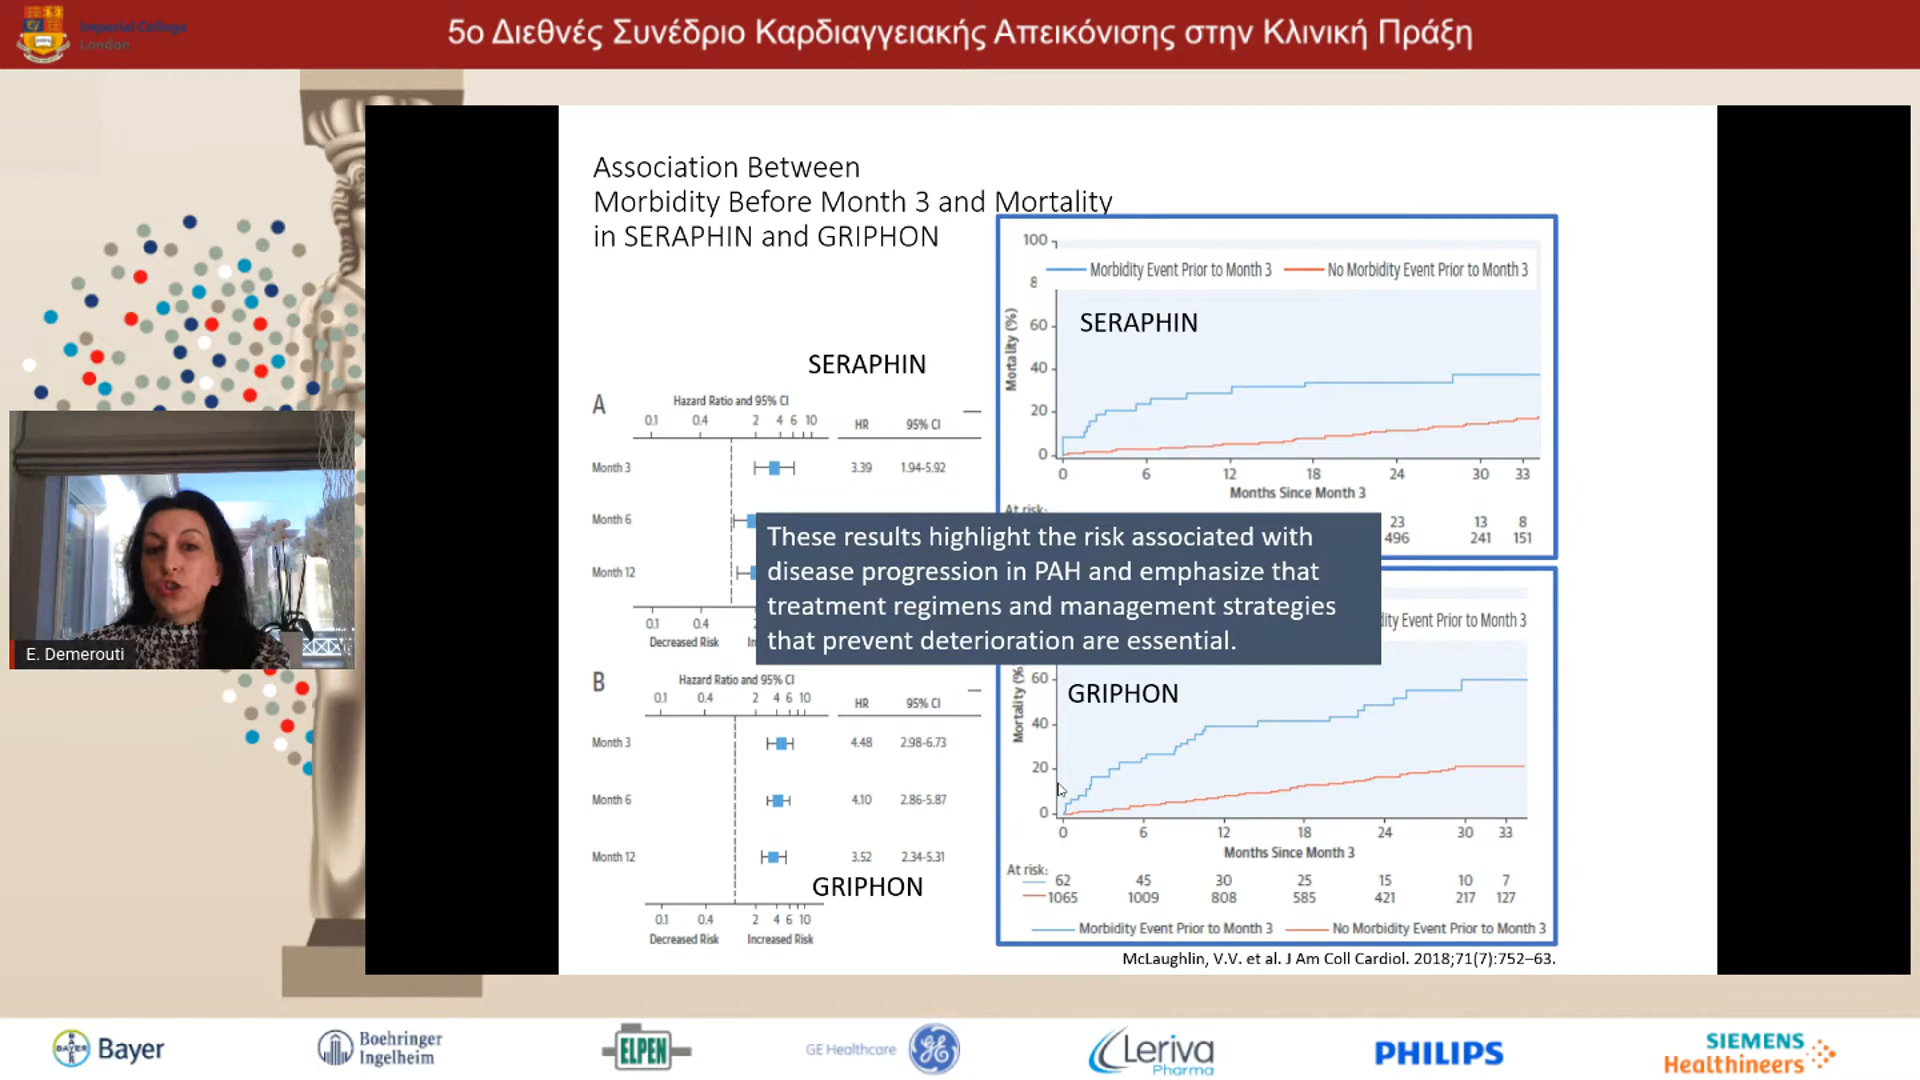 Imperial College
London
5ο Διεθνές Συνέδριο Καρδιαγγειακής Απεικόνισης στην Κλινική Πράξη
Association Between
Morbidity Before Month 3 and Mortality
in SERAPHIN and GRIPHON
SERAPHIN
A
Hazard Ratio and 95% CI
0.1 0.4 2 4 6 10
HR 95% CI
Month 3 3.39 1.94-5.92
Month 6
Month 12
0.1 0.4
Decreased Risk In
B
Hazard Ratio and 95% CI
0.1 0.4 2 4 6 10
HR 95% CI
Month 3 4.48 2.98-6.73
Month 6 4.10 2.86-5.87
Month 12 3.52 2.34-5.31
GRIPHON
0.1 0.4 2 4 6 10
Decreased Risk Increased Risk
100
Morbidity Event Prior to Month 3 No Morbidity Event Prior to Month 3
8
SERAPHIN
Mortality (%)
60
40
20
0
0 6 12 18 24 30 33
Months Since Month 3
At risk:
23 13 8
496 241 151
These results highlight the risk associated with
disease progression in PAH and emphasize that
treatment regimens and management strategies
that prevent deterioration are essential.
ity Event Prior to Month 3
GRIPHON
Mortality (%
60
40
20
0
0 6 12 18 24 30 33
Months Since Month 3
At risk:
62 45 30 25 15 10 7
1065 1009 808 585 421 217 127
Morbidity Event Prior to Month 3 No Morbidity Event Prior to Month 3
McLaughlin, V.V. et al. J Am Coll Cardiol. 2018;71(7):752–63.
E. Demerouti
BAYER
Bayer
Boehringer
Ingelheim
ELPEN
GE Healthcare
GE
Leriva
Pharma
PHILIPS
SIEMENS
Healthineers